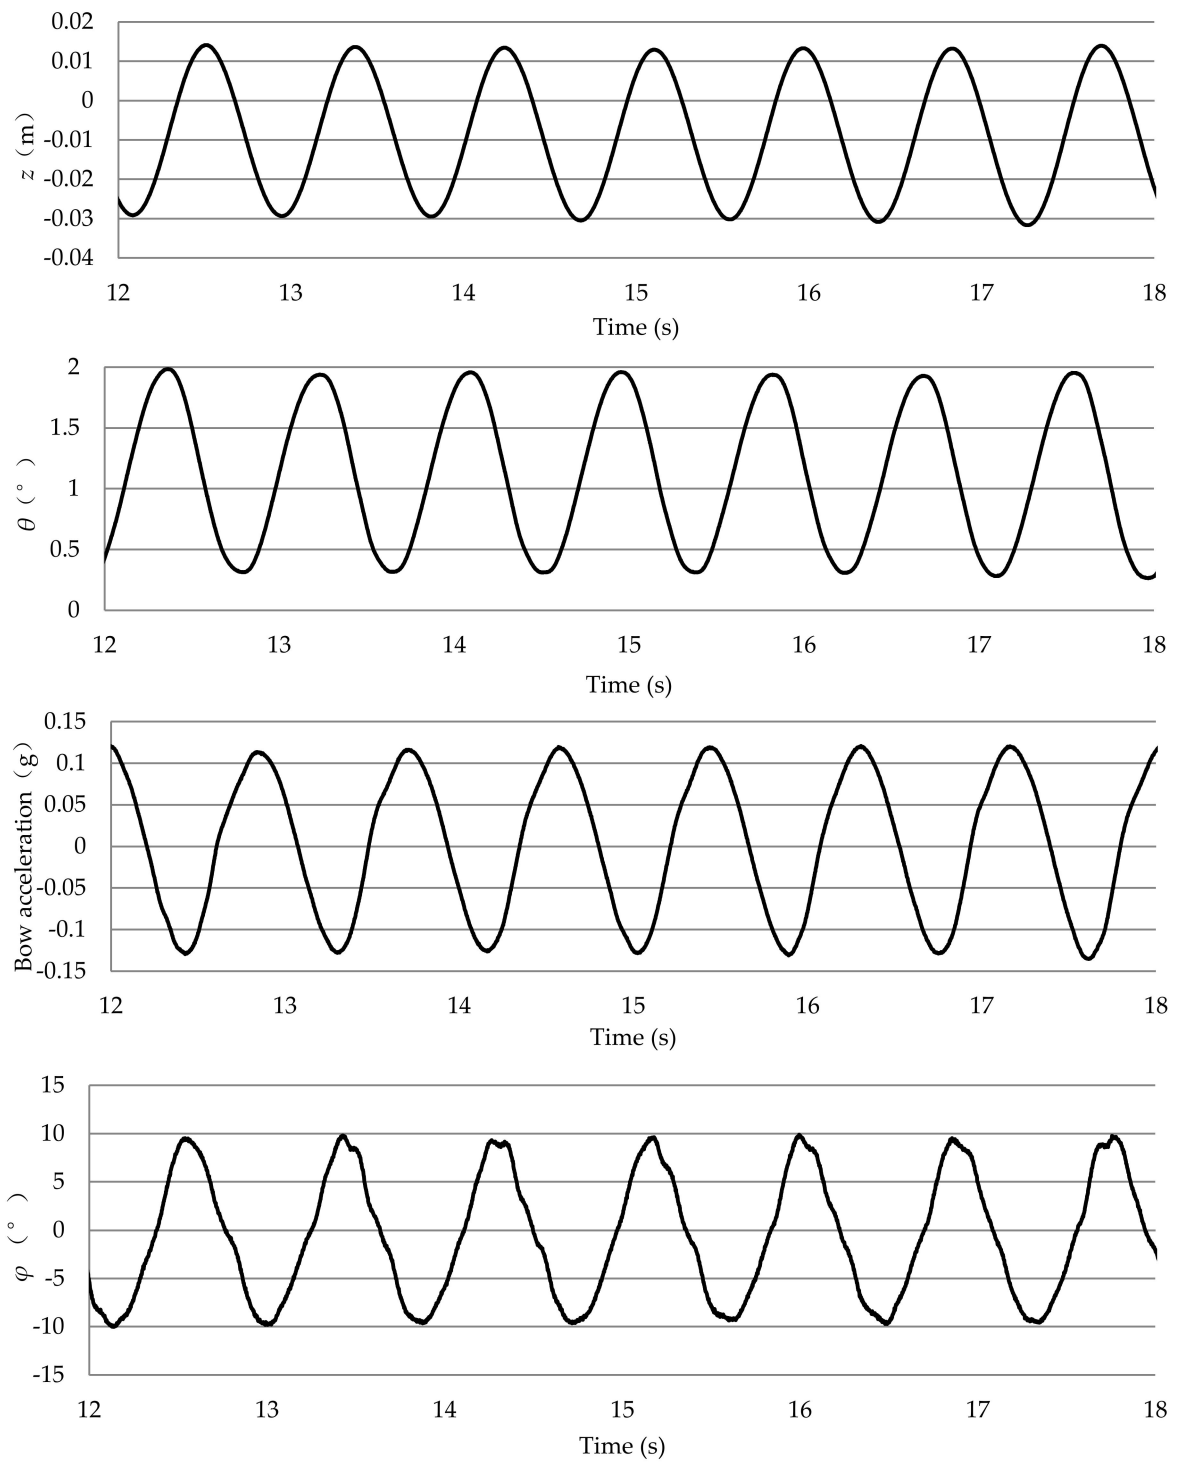 0.02
0.01
0
-0.01
-0.02
-0.03
-0.04
z（m）
12 13 14 15 16 17 18
Time (s)
2
1.5
1
0.5
0
θ（°）
12 13 14 15 16 17 18
Time (s)
0.15
0.1
0.05
0
-0.05
-0.1
-0.15
Bow acceleration（g）
12 13 14 15 16 17 18
Time (s)
15
10
5
0
-5
-10
-15
φ（°）
12 13 14 15 16 17 18
Time (s)